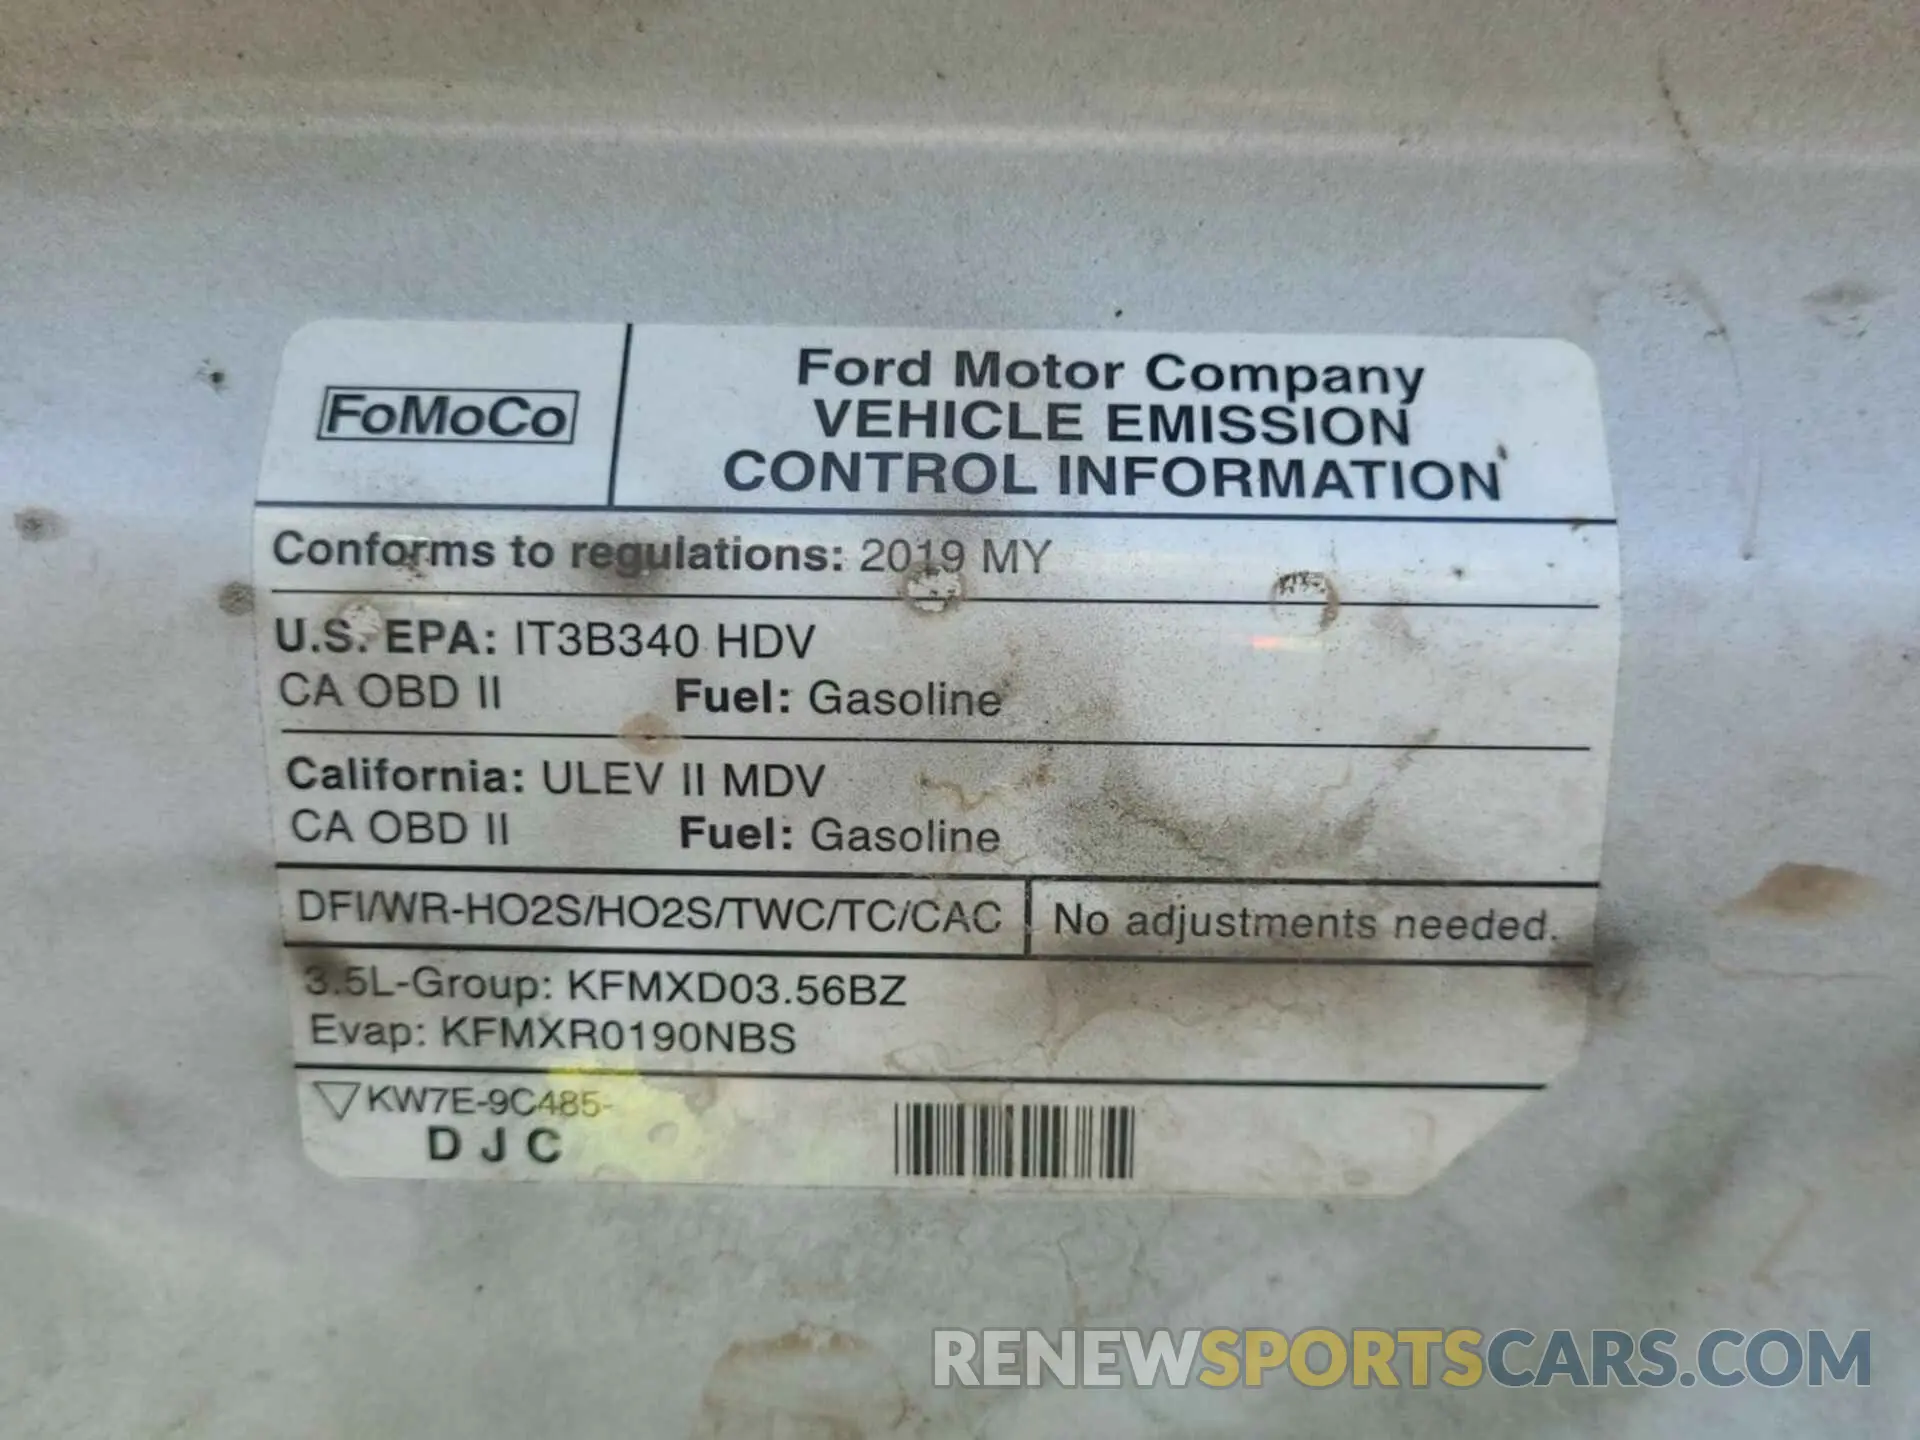 FoMoCo
Ford Motor Company
VEHICLE EMISSION
CONTROL INFORMATION
Conforms to regulations: 2019 MY
U.S. EPA: IT3B340 HDV
CA OBD II Fuel: Gasoline
California: ULEV II MDV
CA OBD II Fuel: Gasoline
DFI/WR-HO2S/HO2S/TWC/TC/CAC
No adjustments needed.
3.5L-Group: KFMXD03.56BZ
Evap: KFMXR0190NBS
KW7E-9C485-
D J C
RENEWSPORTSCARS.COM